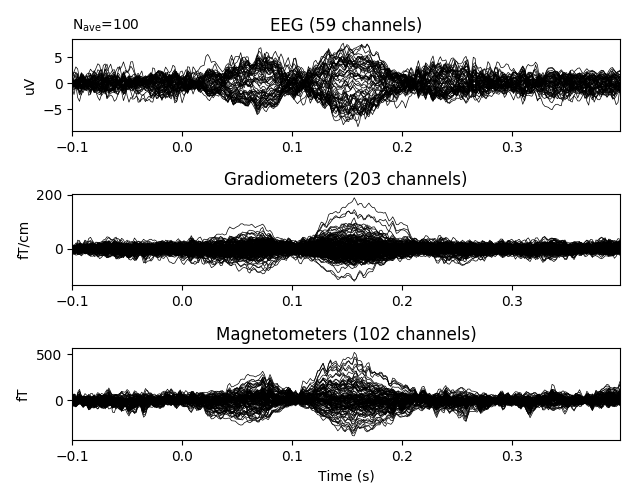 N_ave=100
EEG (59 channels)
5
0
−5
uV
−0.1 0.0 0.1 0.2 0.3
Gradiometers (203 channels)
200
0
fT/cm
−0.1 0.0 0.1 0.2 0.3
Magnetometers (102 channels)
500
0
fT
−0.1 0.0 0.1 0.2 0.3
Time (s)